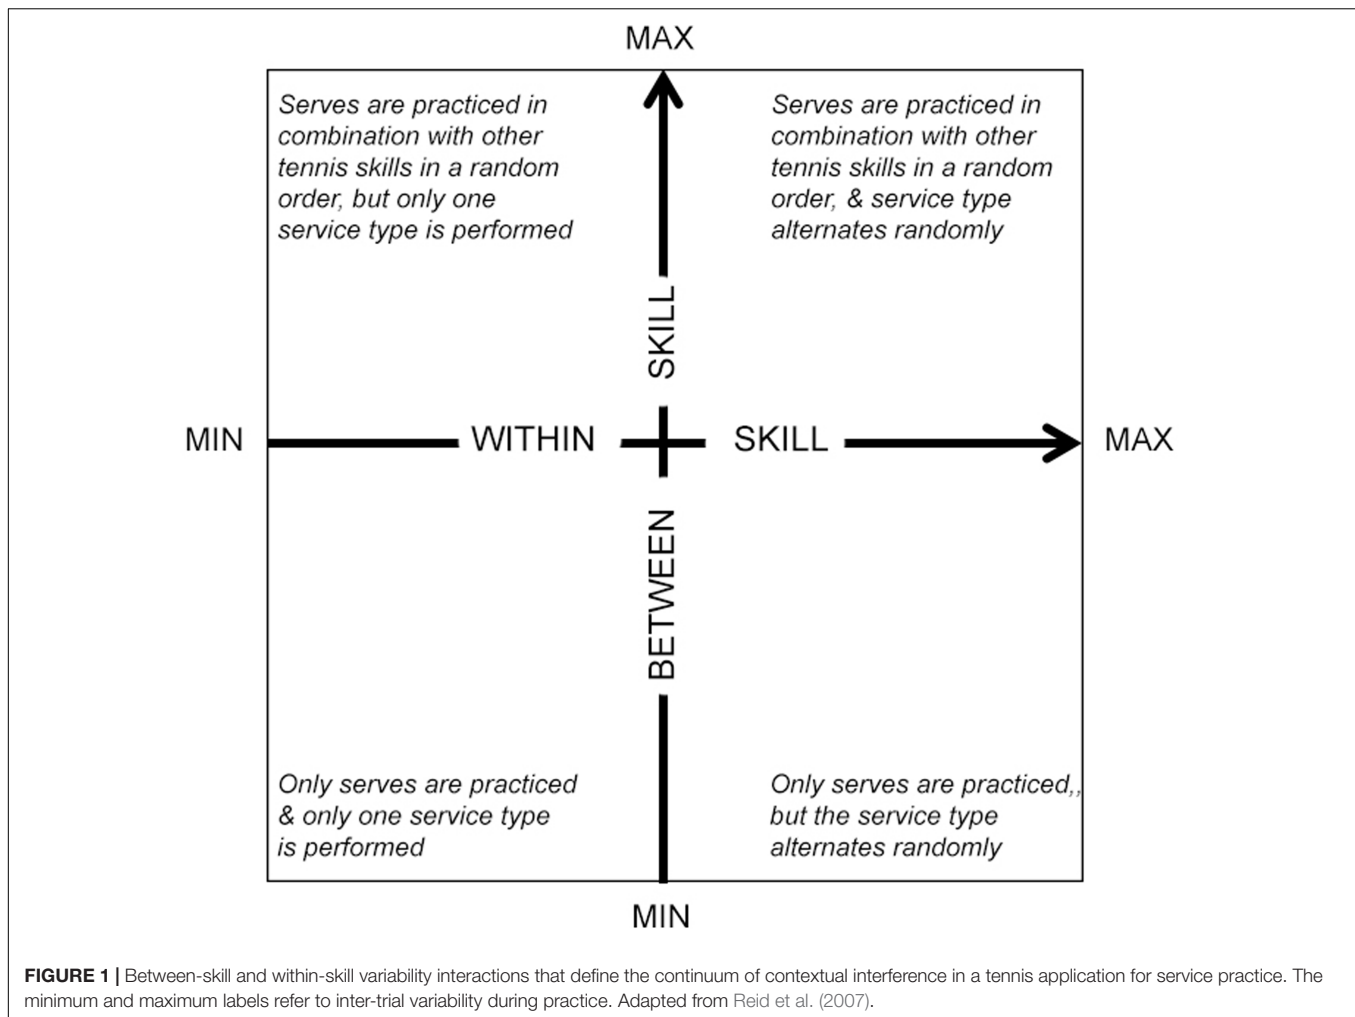 MAX
Serves are practiced in
combination with other
tennis skills in a random
order, but only one
service type is performed
Serves are practiced in
combination with other
tennis skills in a random
order, & service type
alternates randomly
SKILL
MIN
WITHIN
SKILL
MAX
BETWEEN
Only serves are practiced
& only one service type
is performed
Only serves are practiced,,
but the service type
alternates randomly
MIN
FIGURE 1 | Between-skill and within-skill variability interactions that define the continuum of contextual interference in a tennis application for service practice. The
minimum and maximum labels refer to inter-trial variability during practice. Adapted from Reid et al. (2007).